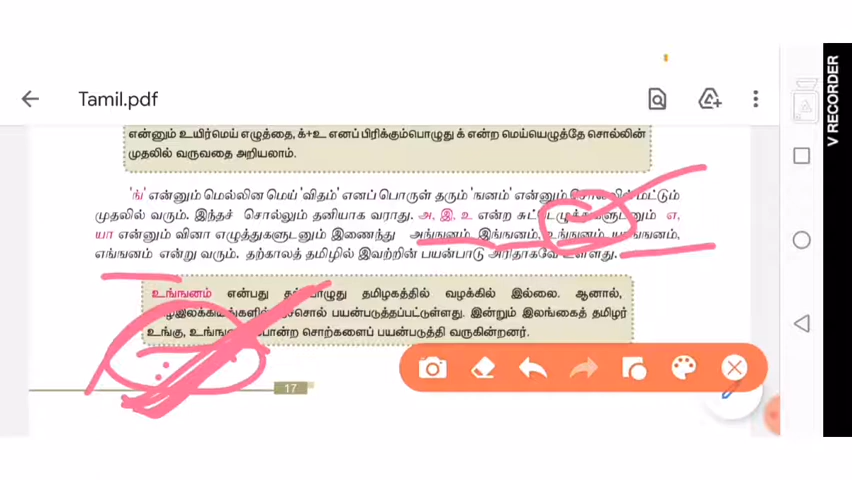 Tamil.pdf
என்னும் உயிர்மெய் எழுத்தை, க்+உ எனப் பிரிக்கும்பொழுது க் என்ற மெய்யெழுத்தே சொல்லின்
முதலில் வருவதை அறியலாம்.
'ங்' என்னும் மெல்லின மெய் 'விதம்' எனப் பொருள் தரும் 'ஙனம்' என்னும் சொல்லில் மட்டும்
முதலில் வரும். இந்தச் சொல்லும் தனியாக வராது. அ, இ, உ என்ற சுட்டெழுத்துகளுடனும் எ,
யா என்னும் வினா எழுத்துகளுடனும் இணைந்து அங்ஙனம், இங்ஙனம், உங்ஙனம், யாங்ஙனம்,
எங்ஙனம் என்று வரும். தற்காலத் தமிழில் இவற்றின் பயன்பாடு அரிதாகவே உள்ளது.
உங்ஙனம் என்பது தற்பொழுது தமிழகத்தில் வழக்கில் இல்லை. ஆனால்,
பயன்படுத்தப்பட்டுள்ளது. இன்றும் இலங்கைத் தமிழர்
உங்கு, போன்ற சொற்களைப் பயன்படுத்தி வருகின்றனர்.
17
V RECORDER